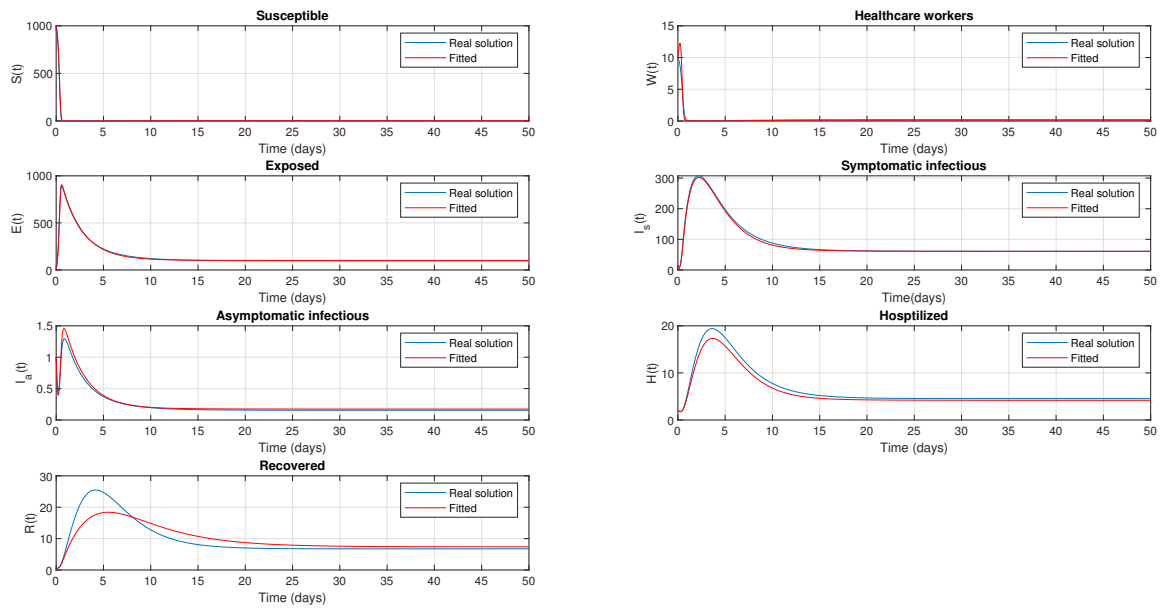 Susceptible
1000
500
0
S(t)
0 5 10 15 20 25 30 35 40 45 50
Time (days)
Real solution
Fitted
Healthcare workers
15
10
5
0
W(t)
0 5 10 15 20 25 30 35 40 45 50
Time (days)
Real solution
Fitted
Exposed
1000
500
0
E(t)
0 5 10 15 20 25 30 35 40 45 50
Time (days)
Real solution
Fitted
Symptomatic infectious
300
200
100
0
I_s(t)
0 5 10 15 20 25 30 35 40 45 50
Time(days)
Real solution
Fitted
Asymptomatic infectious
1.5
1
0.5
0
I_a(t)
0 5 10 15 20 25 30 35 40 45 50
Time (days)
Real solution
Fitted
Hosptilized
20
10
0
H(t)
0 5 10 15 20 25 30 35 40 45 50
Time (days)
Real solution
Fitted
Recovered
30
20
10
0
R(t)
0 5 10 15 20 25 30 35 40 45 50
Time (days)
Real solution
Fitted